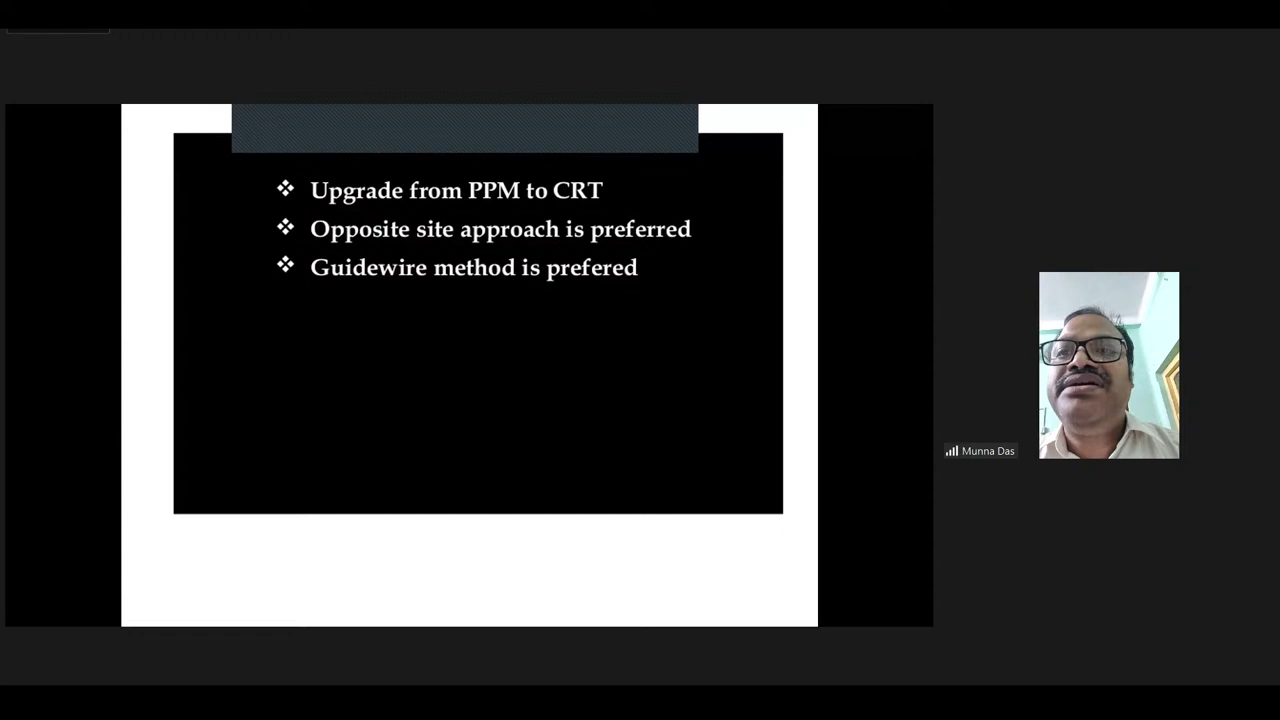 ❖ Upgrade from PPM to CRT
❖ Opposite site approach is preferred
❖ Guidewire method is prefered
Munna Das